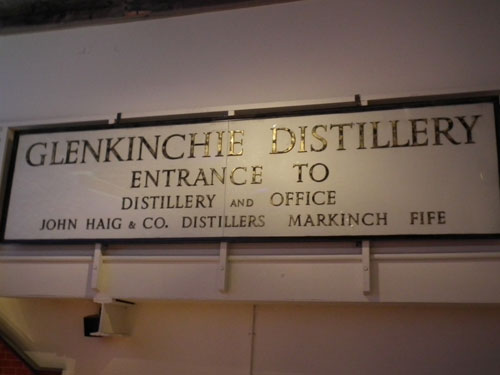 GLENKINCHIE DISTILLERY
ENTRANCE TO
DISTILLERY AND OFFICE
JOHN HAIG & CO. DISTILLERS MARKINCH FIFE